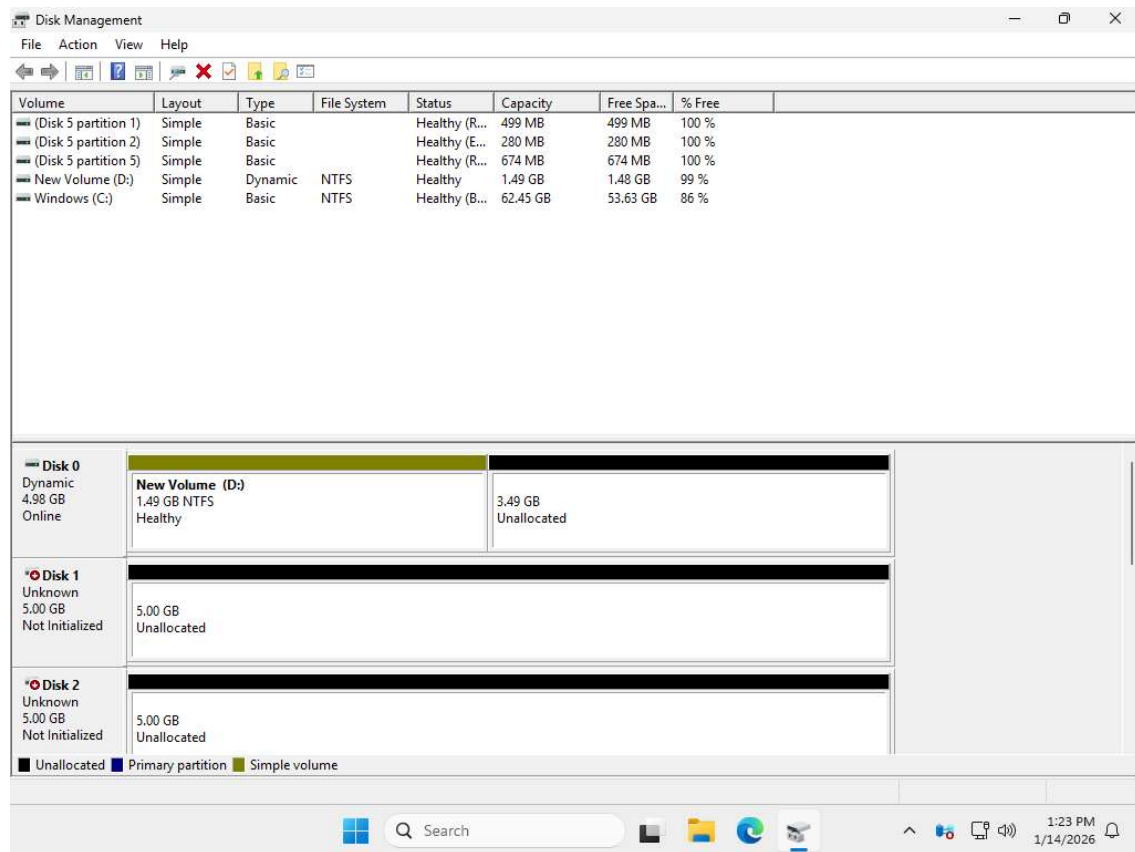 Disk Management
File Action View Help
Volume Layout Type File System Status Capacity Free Spa... % Free
(Disk 5 partition 1) Simple Basic Healthy (R... 499 MB 499 MB 100 %
(Disk 5 partition 2) Simple Basic Healthy (E... 280 MB 280 MB 100 %
(Disk 5 partition 5) Simple Basic Healthy (R... 674 MB 674 MB 100 %
New Volume (D:) Simple Dynamic NTFS Healthy 1.49 GB 1.48 GB 99 %
Windows (C:) Simple Basic NTFS Healthy (B... 62.45 GB 53.63 GB 86 %
Disk 0
Dynamic
4.98 GB
Online
New Volume (D:)
1.49 GB NTFS
Healthy
3.49 GB
Unallocated
Disk 1
Unknown
5.00 GB
Not Initialized
5.00 GB
Unallocated
Disk 2
Unknown
5.00 GB
Not Initialized
5.00 GB
Unallocated
Unallocated Primary partition Simple volume
Search
1:23 PM
1/14/2026